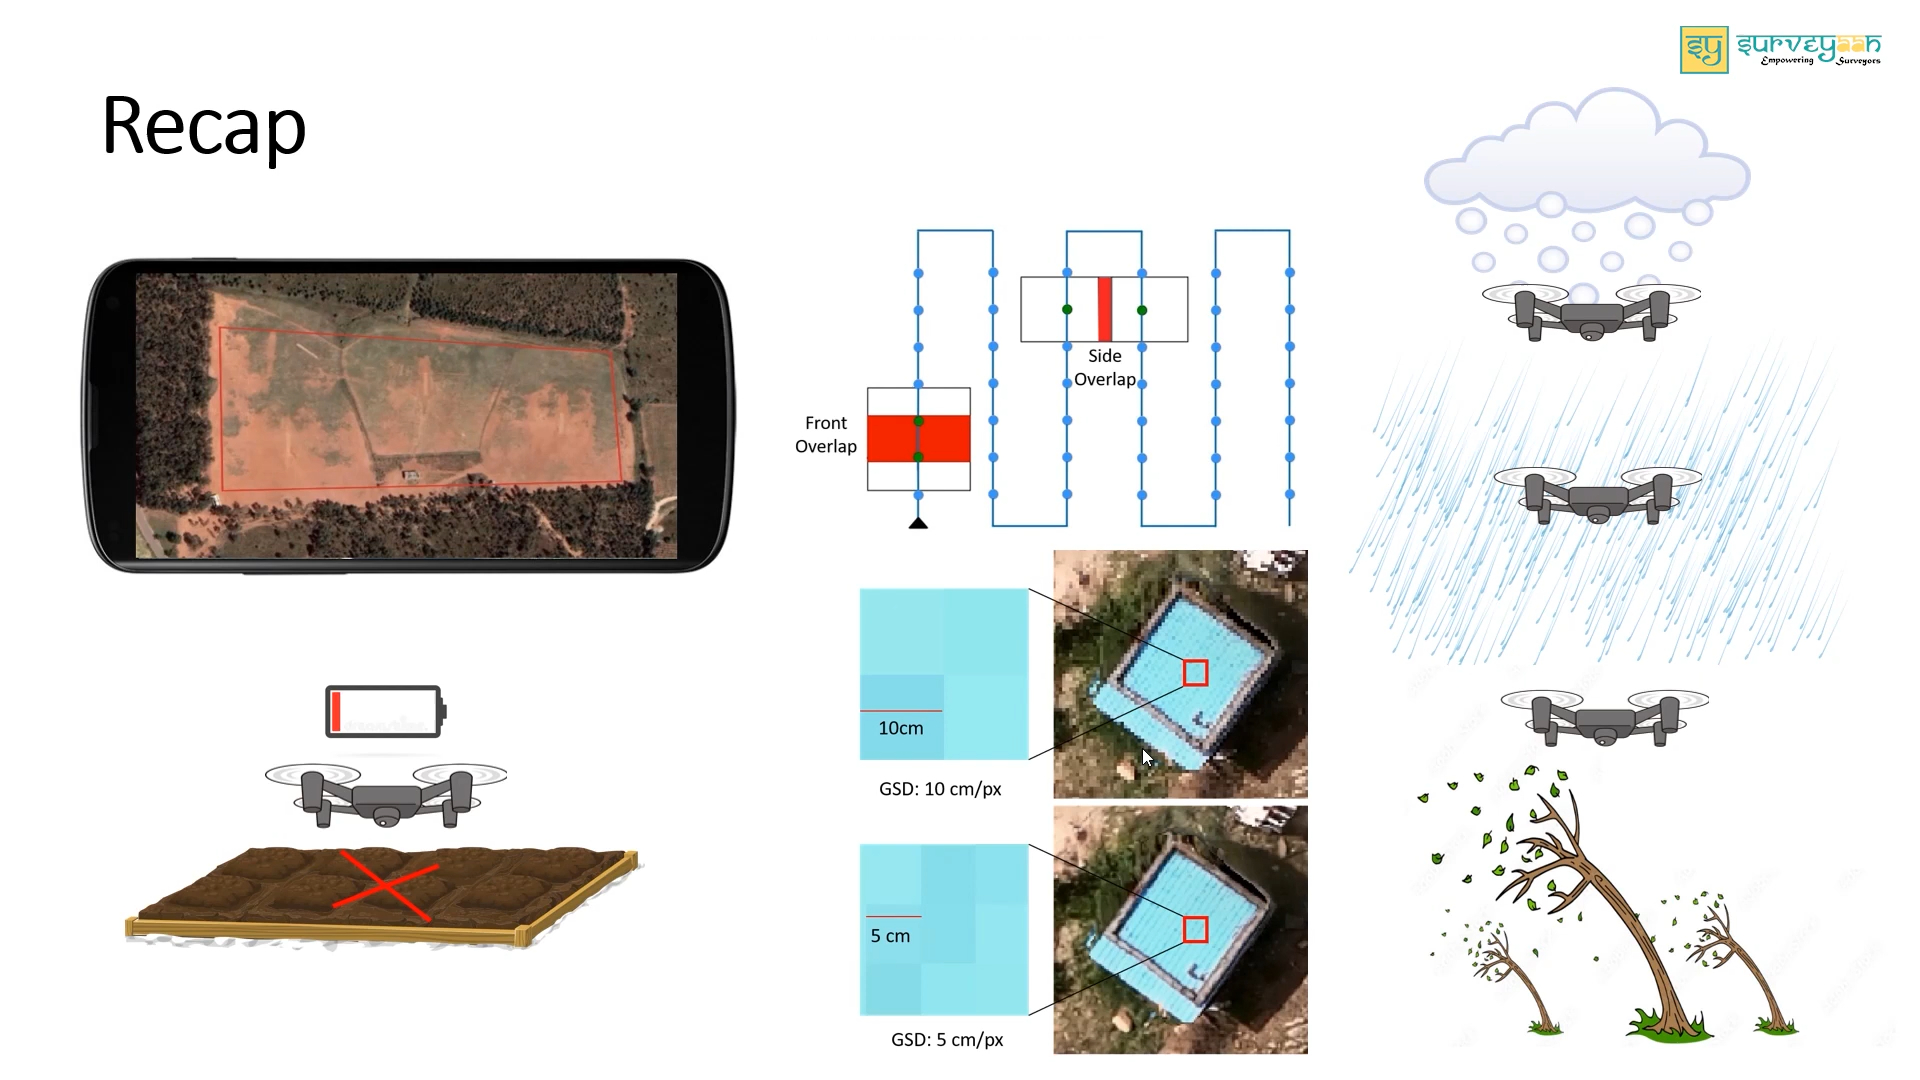 sy surveyaan
Empowering Surveyors
Recap
Side
Overlap
Front
Overlap
10cm
GSD: 10 cm/px
5 cm
GSD: 5 cm/px